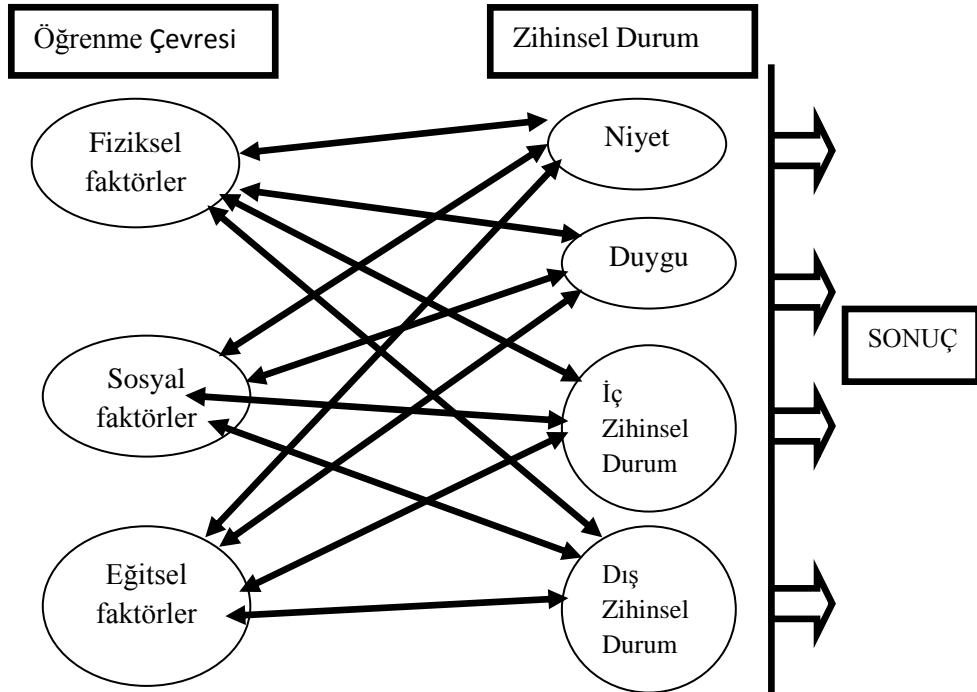 Öğrenme Çevresi
Zihinsel Durum
Fiziksel
faktörler
Niyet
Duygu
Sosyal
faktörler
İç
Zihinsel
Durum
SONUÇ
Eğitsel
faktörler
Dış
Zihinsel
Durum